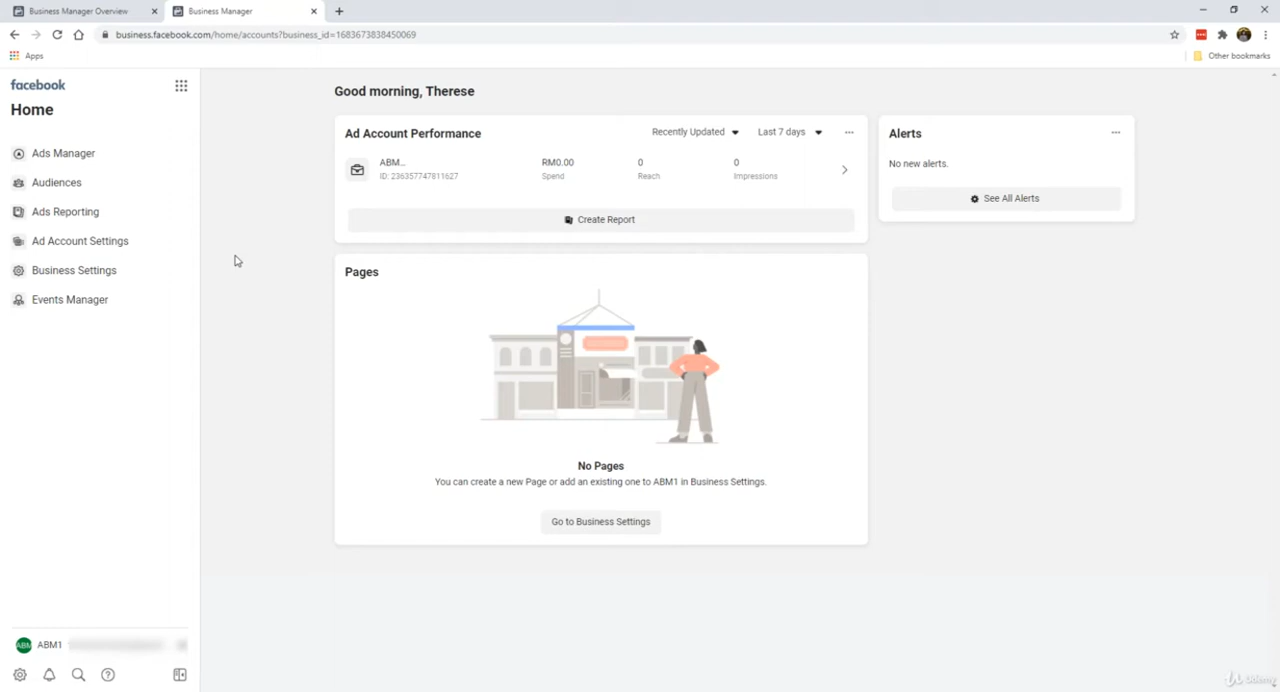 Business Manager Overview
Business Manager
business.facebook.com/home/accounts?business_id=1683673838450069
Apps
Other bookmarks
facebook
Home
Ads Manager
Audiences
Ads Reporting
Ad Account Settings
Business Settings
Events Manager
Good morning, Therese
Ad Account Performance
Recently Updated
Last 7 days
ABM...
ID: 236357747811627
RM0.00
Spend
0
Reach
0
Impressions
Create Report
Alerts
No new alerts.
See All Alerts
Pages
No Pages
You can create a new Page or add an existing one to ABM1 in Business Settings.
Go to Business Settings
ABM
ABM1
Udemy